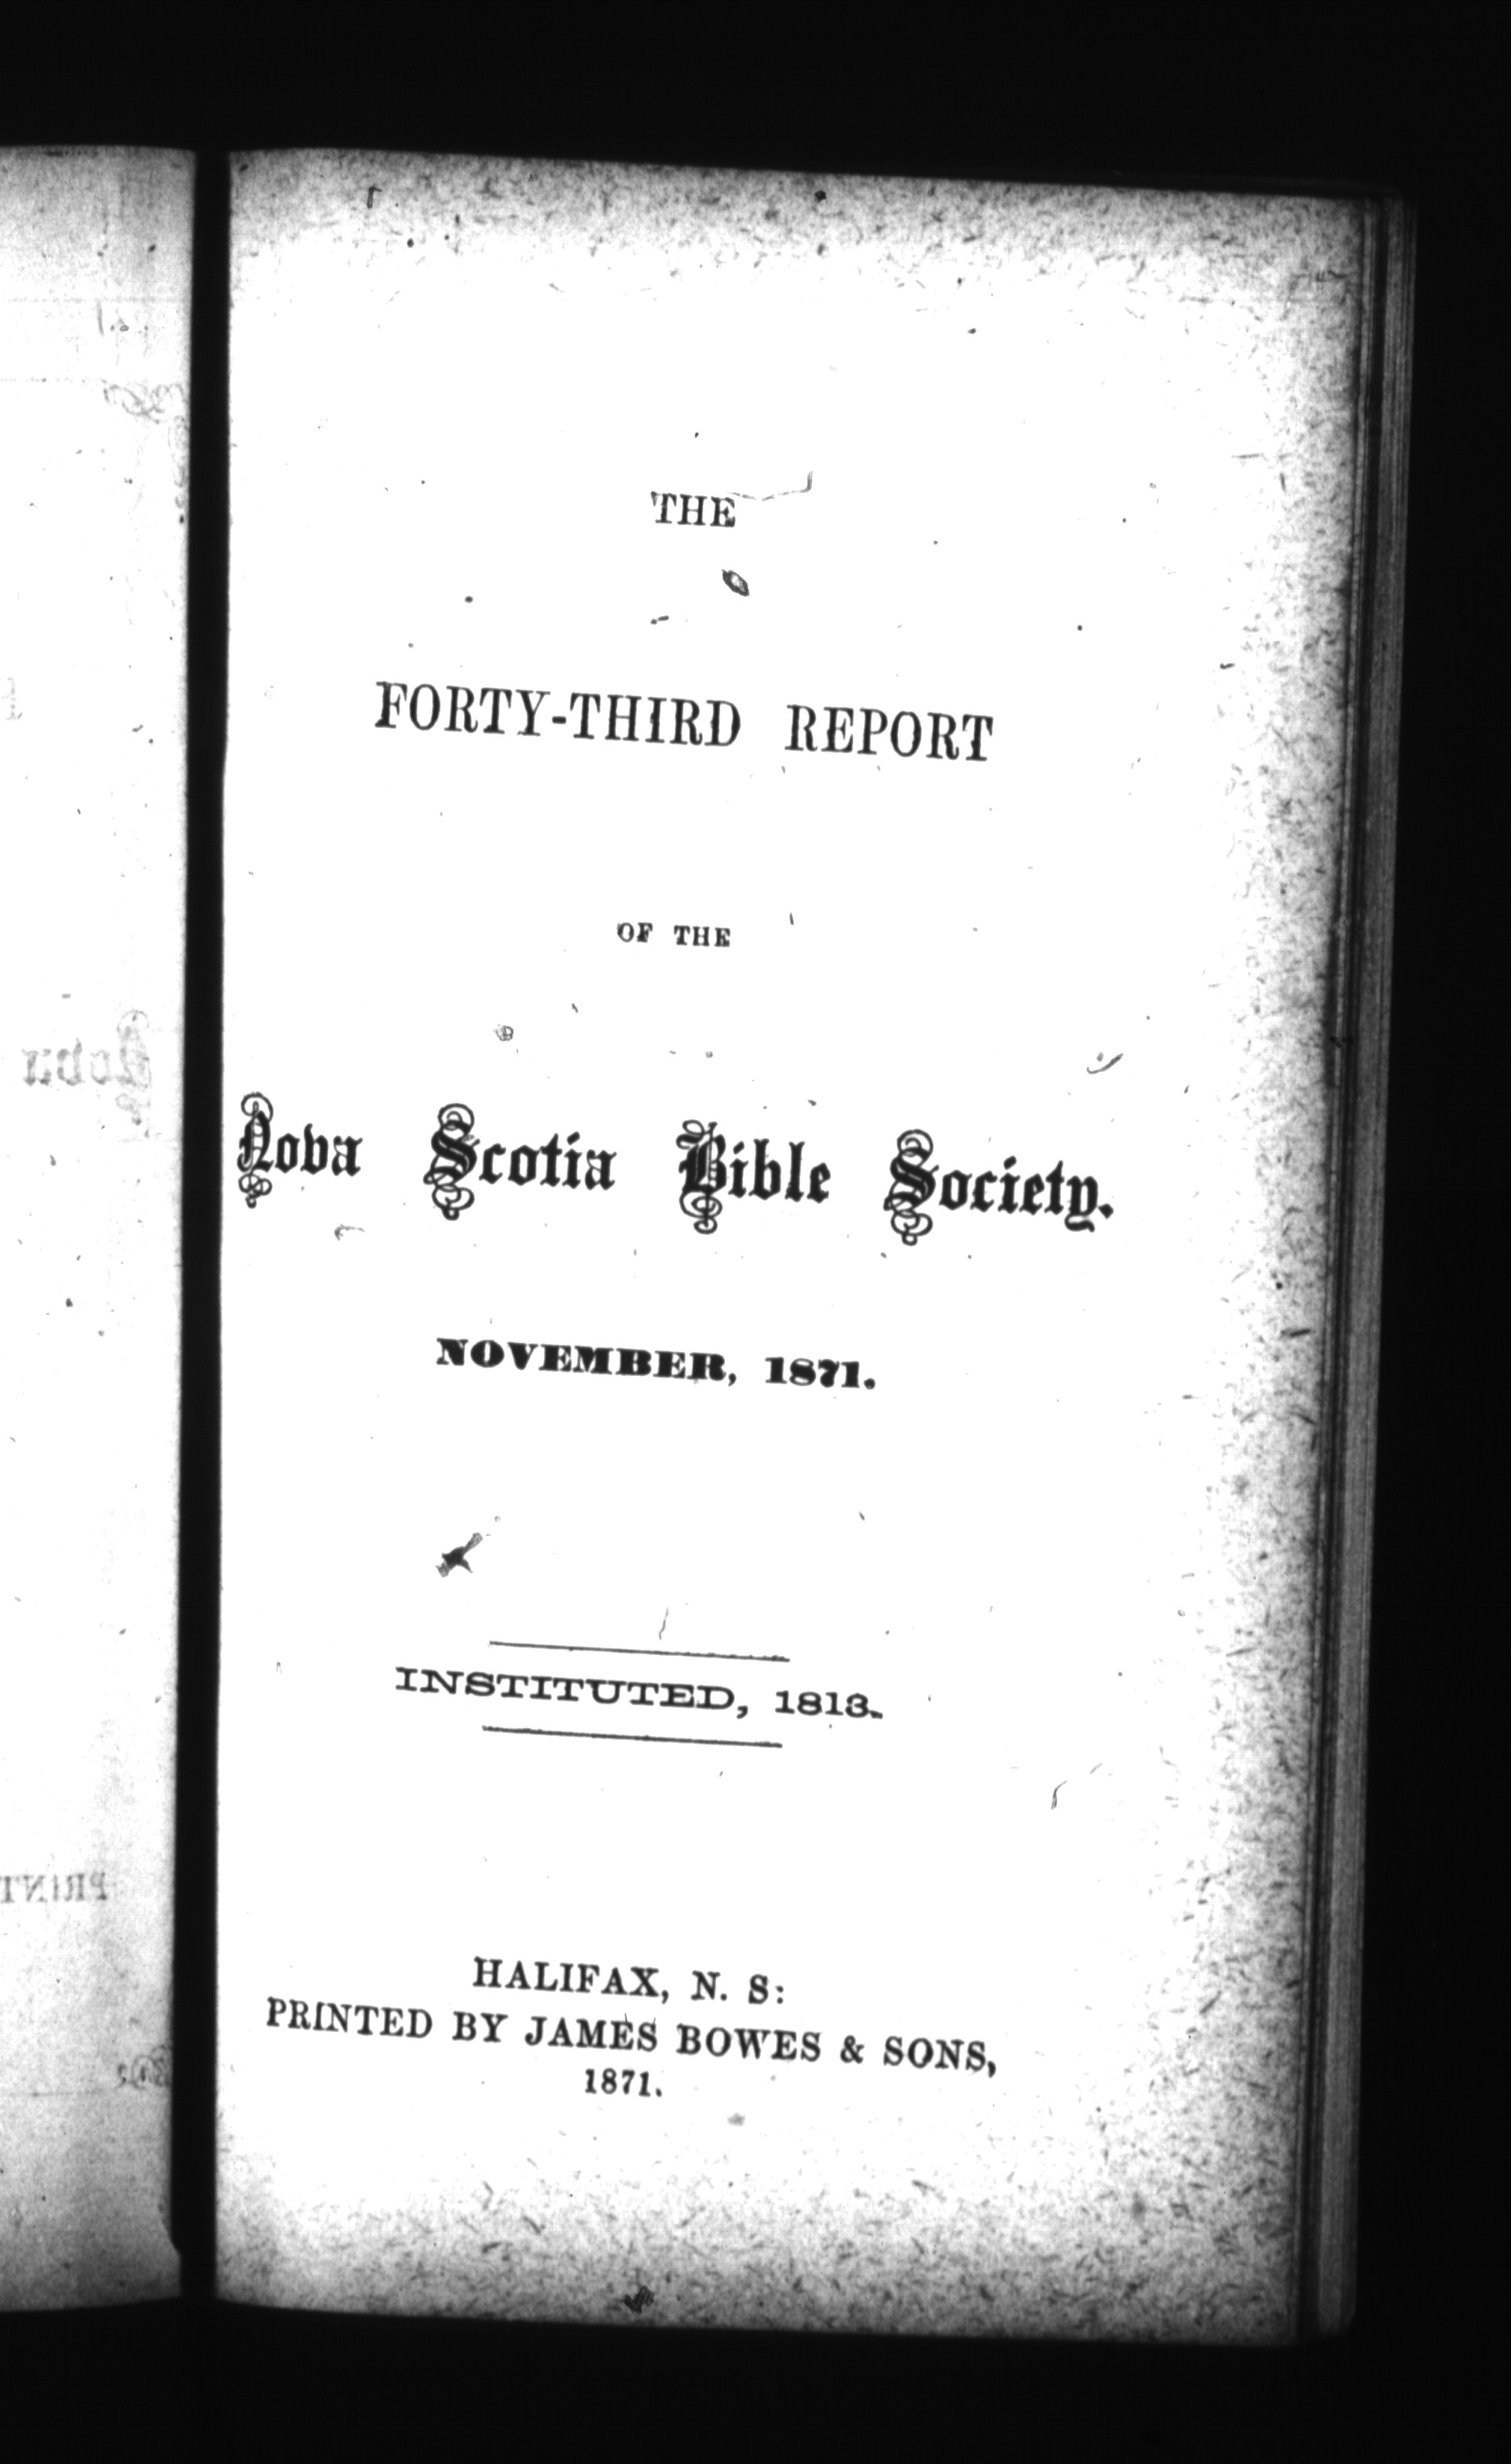 THE
FORTY-THIRD REPORT
OF THE
Nova Scotia Bible Society.
NOVEMBER, 1871.
INSTITUTED, 1813.
HALIFAX, N. S:
PRINTED BY JAMES BOWES & SONS,
1871.